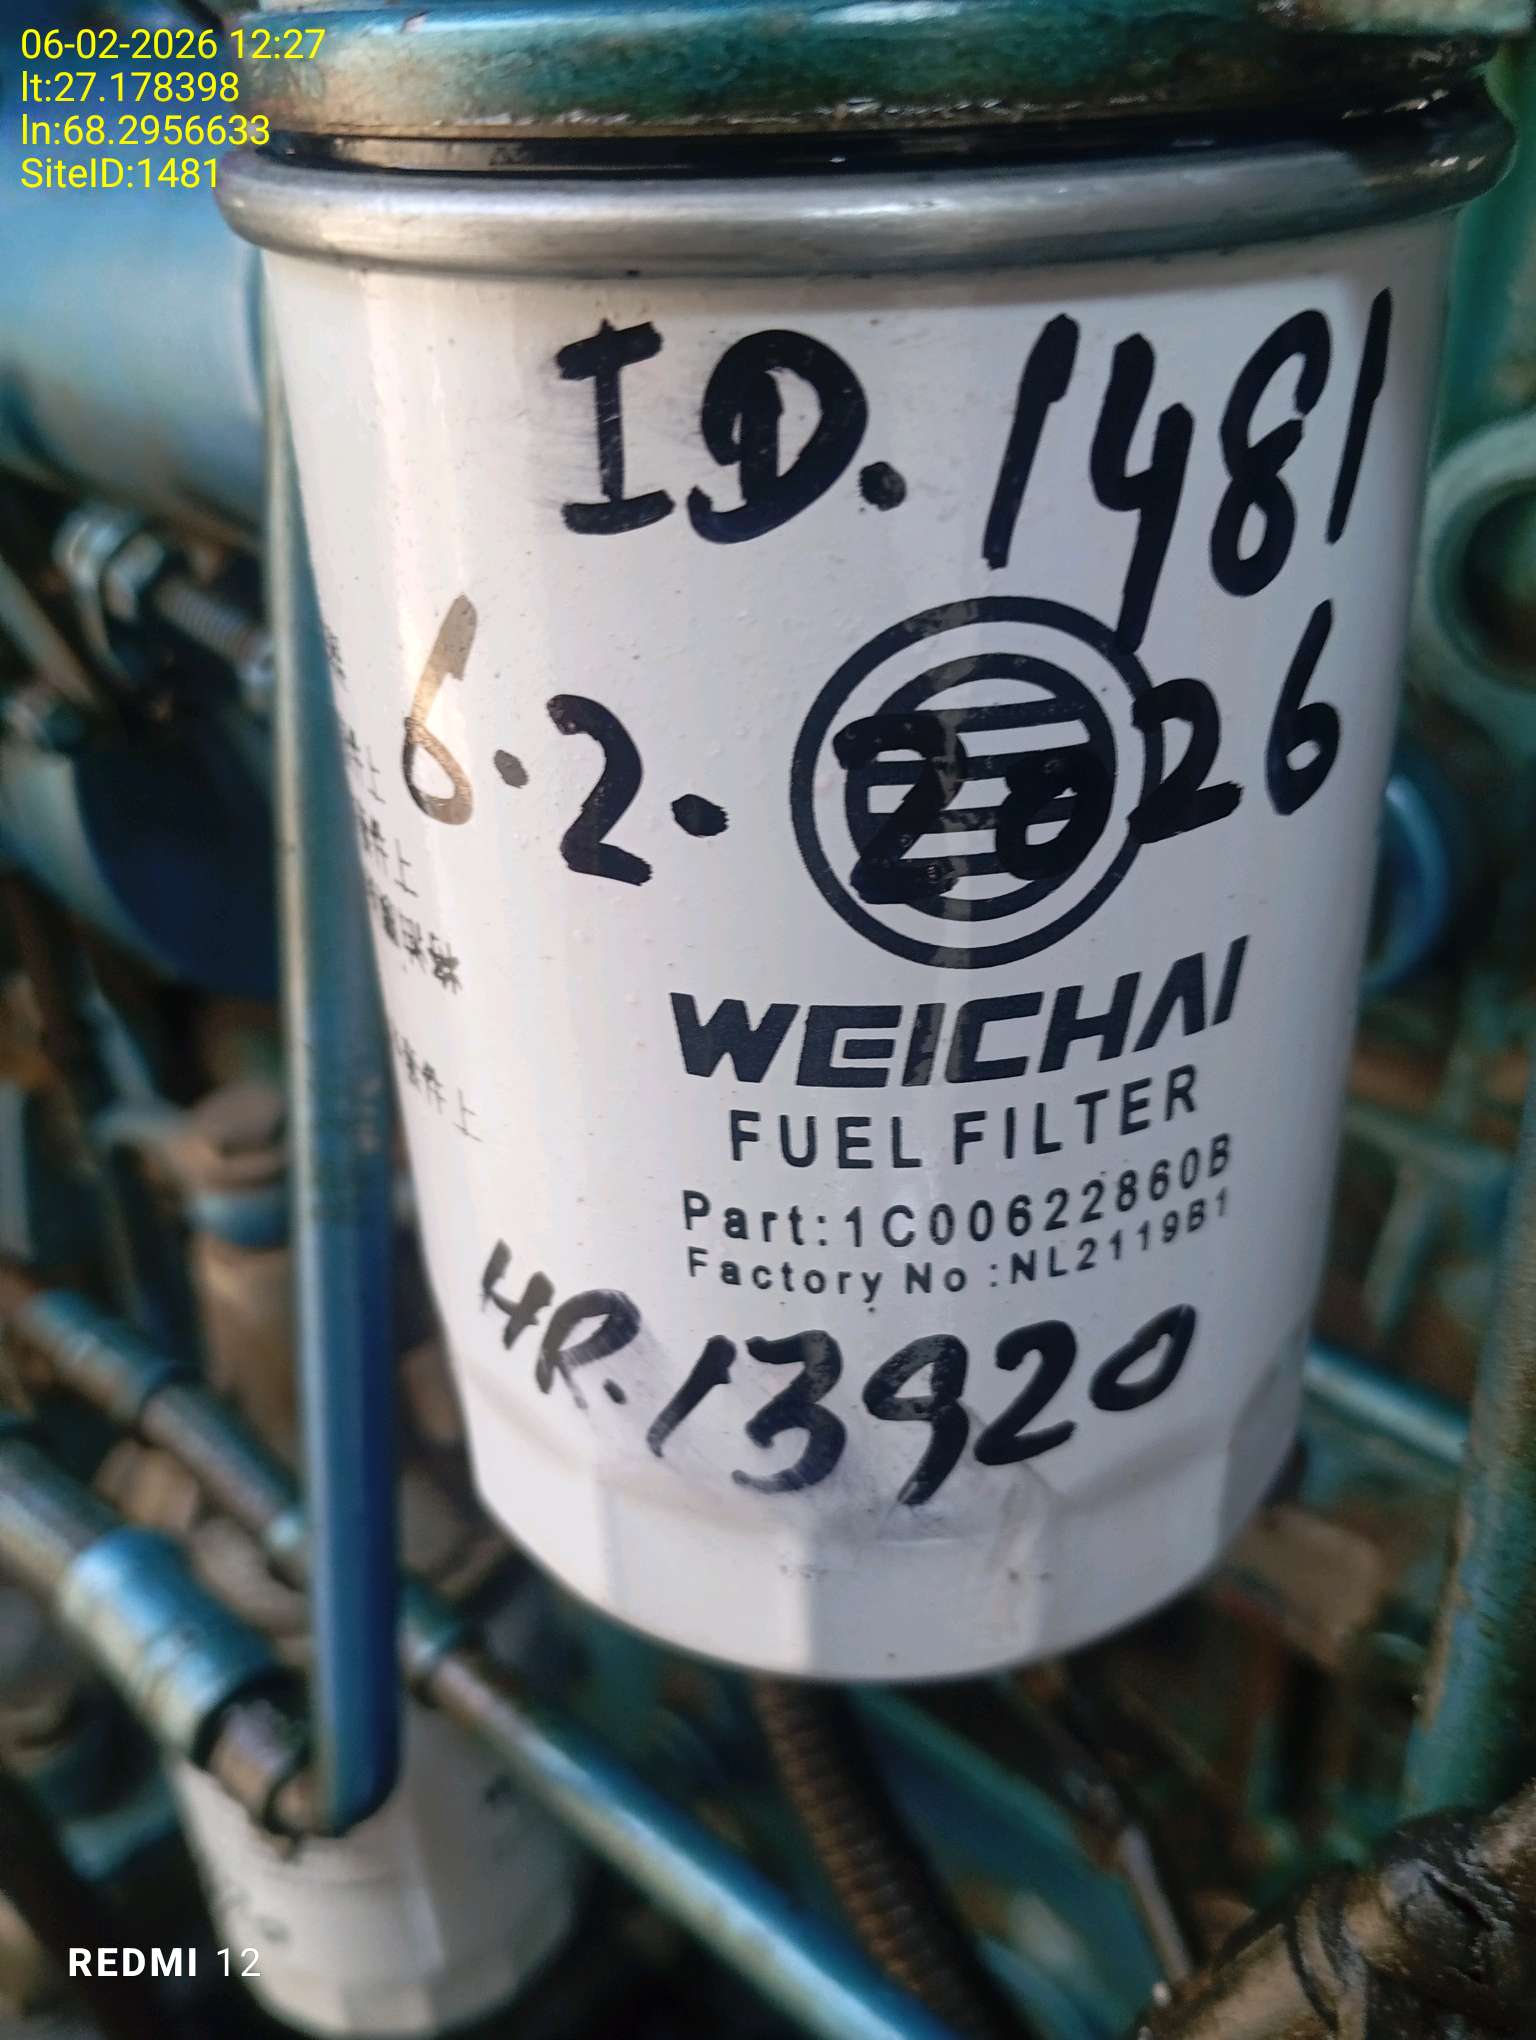 06-02-2026 12:27
lt:27.178398
ln:68.2956633
SiteID:1481
ID. 1481
6.2.2026
WEICHAI
FUEL FILTER
Part:1C00622860B
Factory No :NL2119B1
HR.13920
REDMI 12